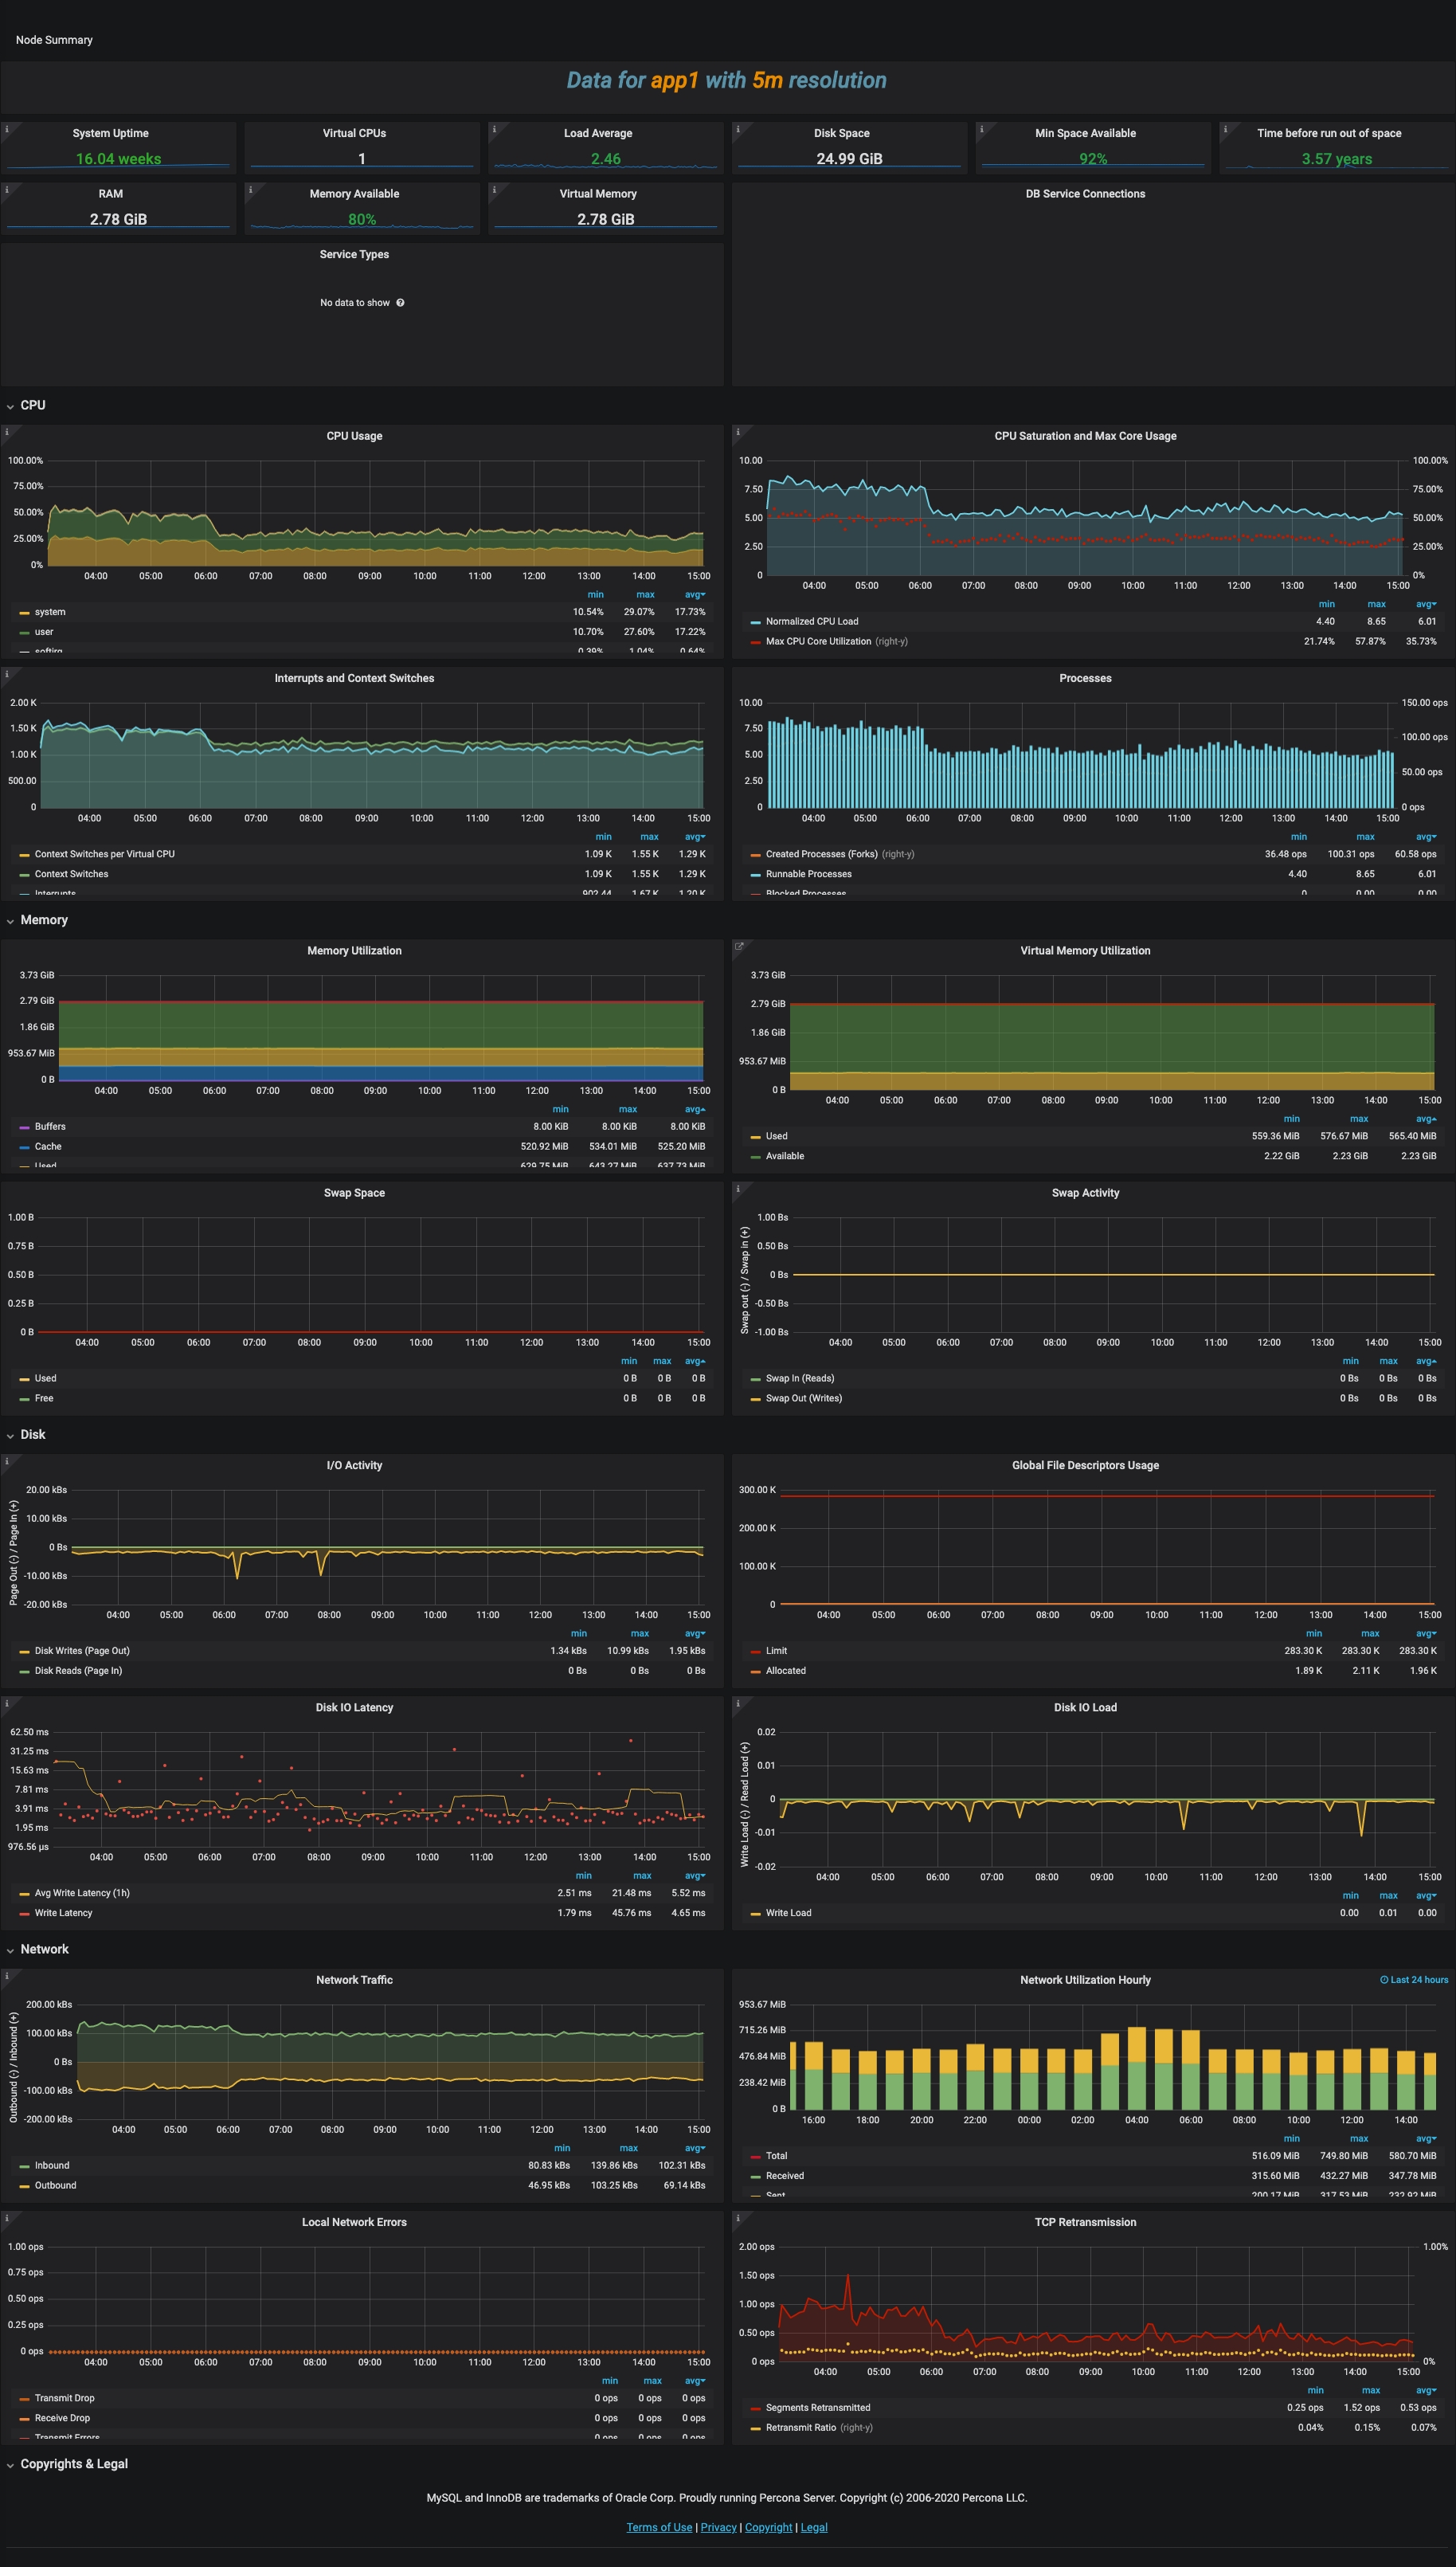 Node Summary
Data for app1 with 5m resolution
System Uptime
16.04 weeks
Virtual CPUs
1
Load Average
2.46
Disk Space
24.99 GiB
Min Space Available
92%
Time before run out of space
3.57 years
RAM
2.78 GiB
Memory Available
80%
Virtual Memory
2.78 GiB
DB Service Connections
Service Types
No data to show
CPU
CPU Usage
100.00%
75.00%
50.00%
25.00%
0%
04:00 05:00 06:00 07:00 08:00 09:00 10:00 11:00 12:00 13:00 14:00 15:00
min max avg
system 10.54% 29.07% 17.73%
user 10.70% 27.60% 17.22%
softirq 0.39% 1.04% 0.64%
CPU Saturation and Max Core Usage
10.00 100.00%
7.50 75.00%
5.00 50.00%
2.50 25.00%
0 0%
04:00 05:00 06:00 07:00 08:00 09:00 10:00 11:00 12:00 13:00 14:00 15:00
min max avg
Normalized CPU Load 4.40 8.65 6.01
Max CPU Core Utilization (right-y) 21.74% 57.87% 35.73%
Interrupts and Context Switches
2.00 K
1.50 K
1.00 K
500.00
0
04:00 05:00 06:00 07:00 08:00 09:00 10:00 11:00 12:00 13:00 14:00 15:00
min max avg
Context Switches per Virtual CPU 1.09 K 1.55 K 1.29 K
Context Switches 1.09 K 1.55 K 1.29 K
Interrupts 902.44 1.67 K 1.20 K
Processes
10.00 150.00 ops
7.50 100.00 ops
5.00
2.50 50.00 ops
0 0 ops
04:00 05:00 06:00 07:00 08:00 09:00 10:00 11:00 12:00 13:00 14:00 15:00
min max avg
Created Processes (Forks) (right-y) 36.48 ops 100.31 ops 60.58 ops
Runnable Processes 4.40 8.65 6.01
Blocked Processes 0 0.00 0.00
Memory
Memory Utilization
3.73 GiB
2.79 GiB
1.86 GiB
953.67 MiB
0 B
04:00 05:00 06:00 07:00 08:00 09:00 10:00 11:00 12:00 13:00 14:00 15:00
min max avg
Buffers 8.00 KiB 8.00 KiB 8.00 KiB
Cache 520.92 MiB 534.01 MiB 525.20 MiB
Used 629.75 MiB 643.27 MiB 637.73 MiB
Virtual Memory Utilization
3.73 GiB
2.79 GiB
1.86 GiB
953.67 MiB
0 B
04:00 05:00 06:00 07:00 08:00 09:00 10:00 11:00 12:00 13:00 14:00 15:00
min max avg
Used 559.36 MiB 576.67 MiB 565.40 MiB
Available 2.22 GiB 2.23 GiB 2.23 GiB
Swap Space
1.00 B
0.75 B
0.50 B
0.25 B
0 B
04:00 05:00 06:00 07:00 08:00 09:00 10:00 11:00 12:00 13:00 14:00 15:00
min max avg
Used 0 B 0 B 0 B
Free 0 B 0 B 0 B
Swap Activity
Swap out (-) / Swap in (+)
1.00 Bs
0.50 Bs
0 Bs
-0.50 Bs
-1.00 Bs
04:00 05:00 06:00 07:00 08:00 09:00 10:00 11:00 12:00 13:00 14:00 15:00
min max avg
Swap In (Reads) 0 Bs 0 Bs 0 Bs
Swap Out (Writes) 0 Bs 0 Bs 0 Bs
Disk
I/O Activity
Page Out (-) / Page In (+)
20.00 kBs
10.00 kBs
0 Bs
-10.00 kBs
-20.00 kBs
04:00 05:00 06:00 07:00 08:00 09:00 10:00 11:00 12:00 13:00 14:00 15:00
min max avg
Disk Writes (Page Out) 1.34 kBs 10.99 kBs 1.95 kBs
Disk Reads (Page In) 0 Bs 0 Bs 0 Bs
Global File Descriptors Usage
300.00 K
200.00 K
100.00 K
0
04:00 05:00 06:00 07:00 08:00 09:00 10:00 11:00 12:00 13:00 14:00 15:00
min max avg
Limit 283.30 K 283.30 K 283.30 K
Allocated 1.89 K 2.11 K 1.96 K
Disk IO Latency
62.50 ms
31.25 ms
15.63 ms
7.81 ms
3.91 ms
1.95 ms
976.56 µs
04:00 05:00 06:00 07:00 08:00 09:00 10:00 11:00 12:00 13:00 14:00 15:00
min max avg
Avg Write Latency (1h) 2.51 ms 21.48 ms 5.52 ms
Write Latency 1.79 ms 45.76 ms 4.65 ms
Disk IO Load
Write Load (-) / Read Load (+)
0.02
0.01
0
-0.01
-0.02
04:00 05:00 06:00 07:00 08:00 09:00 10:00 11:00 12:00 13:00 14:00 15:00
min max avg
Write Load 0.00 0.01 0.00
Network
Network Traffic
Outbound (-) / Inbound (+)
200.00 kBs
100.00 kBs
0 Bs
-100.00 kBs
-200.00 kBs
04:00 05:00 06:00 07:00 08:00 09:00 10:00 11:00 12:00 13:00 14:00 15:00
min max avg
Inbound 80.83 kBs 139.86 kBs 102.31 kBs
Outbound 46.95 kBs 103.25 kBs 69.14 kBs
Network Utilization Hourly
Last 24 hours
953.67 MiB
715.26 MiB
476.84 MiB
238.42 MiB
0 B
16:00 18:00 20:00 22:00 00:00 02:00 04:00 06:00 08:00 10:00 12:00 14:00
min max avg
Total 516.09 MiB 749.80 MiB 580.70 MiB
Received 315.60 MiB 432.27 MiB 347.78 MiB
Sent 200.17 MiB 317.53 MiB 232.92 MiB
Local Network Errors
1.00 ops
0.75 ops
0.50 ops
0.25 ops
0 ops
04:00 05:00 06:00 07:00 08:00 09:00 10:00 11:00 12:00 13:00 14:00 15:00
min max avg
Transmit Drop 0 ops 0 ops 0 ops
Receive Drop 0 ops 0 ops 0 ops
Transmit Errors 0 ops 0 ops 0 ops
TCP Retransmission
2.00 ops 1.00%
1.50 ops
1.00 ops
0.50 ops
0 ops 0%
04:00 05:00 06:00 07:00 08:00 09:00 10:00 11:00 12:00 13:00 14:00 15:00
min max avg
Segments Retransmitted 0.25 ops 1.52 ops 0.53 ops
Retransmit Ratio (right-y) 0.04% 0.15% 0.07%
Copyrights & Legal
MySQL and InnoDB are trademarks of Oracle Corp. Proudly running Percona Server. Copyright (c) 2006-2020 Percona LLC.
Terms of Use | Privacy | Copyright | Legal